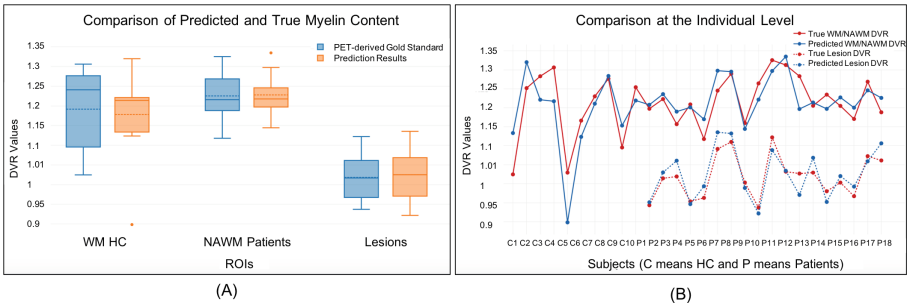 Comparison of Predicted and True Myelin Content
PET-derived Gold Standard
Prediction Results
1.35
1.3
1.25
1.2
1.15
1.1
1.01
1
0.95
0.9
DVR Values
WM HC
NAWM Patients
Lesions
ROIs
(A)
Comparison at the Individual Level
True WM/NAWM DVR
Predicted WM/NAWM DVR
True Lesion DVR
Predicted Lesion DVR
1.35
1.3
1.25
1.2
1.15
1.1
1.01
1
0.95
0.9
DVR Values
C1 C2 C3 C4 C5 C6 C7 C8 C9 C10 P1 P2 P3 P4 P5 P6 P7 P8 P9 P10 P11 P12 P13 P14 P15 P16 P17 P18
Subjects (C means HC and P means Patients)
(B)